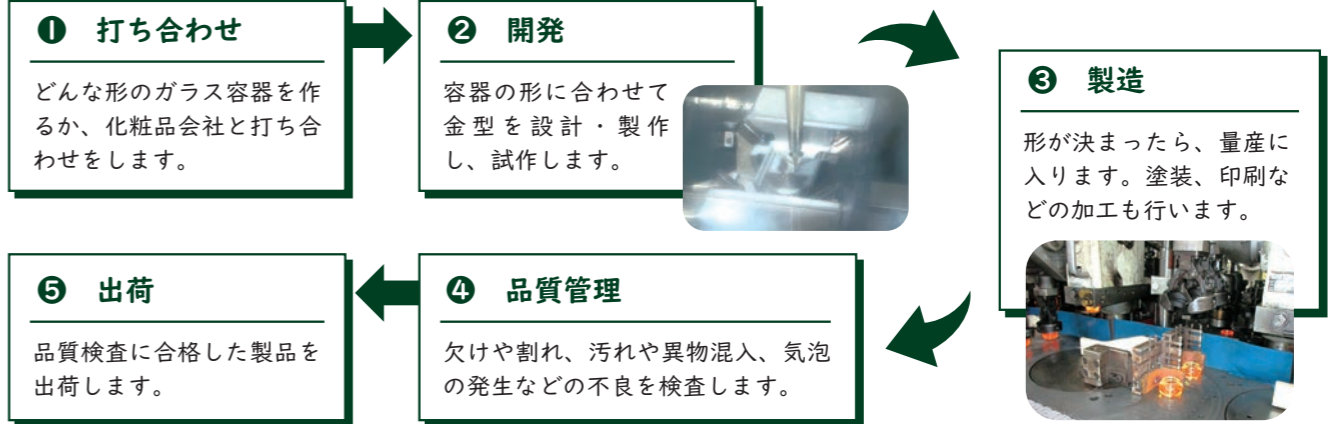 ❶ 打ち合わせ
どんな形のガラス容器を作
るか、化粧品会社と打ち合
わせをします。
❷ 開発
容器の形に合わせて
金型を設計・製作
し、試作します。
❸ 製造
形が決まったら、量産に
入ります。塗装、印刷な
どの加工も行います。
❹ 品質管理
欠けや割れ、汚れや異物混入、気泡
の発生などの不良を検査します。
❺ 出荷
品質検査に合格した製品を
出荷します。